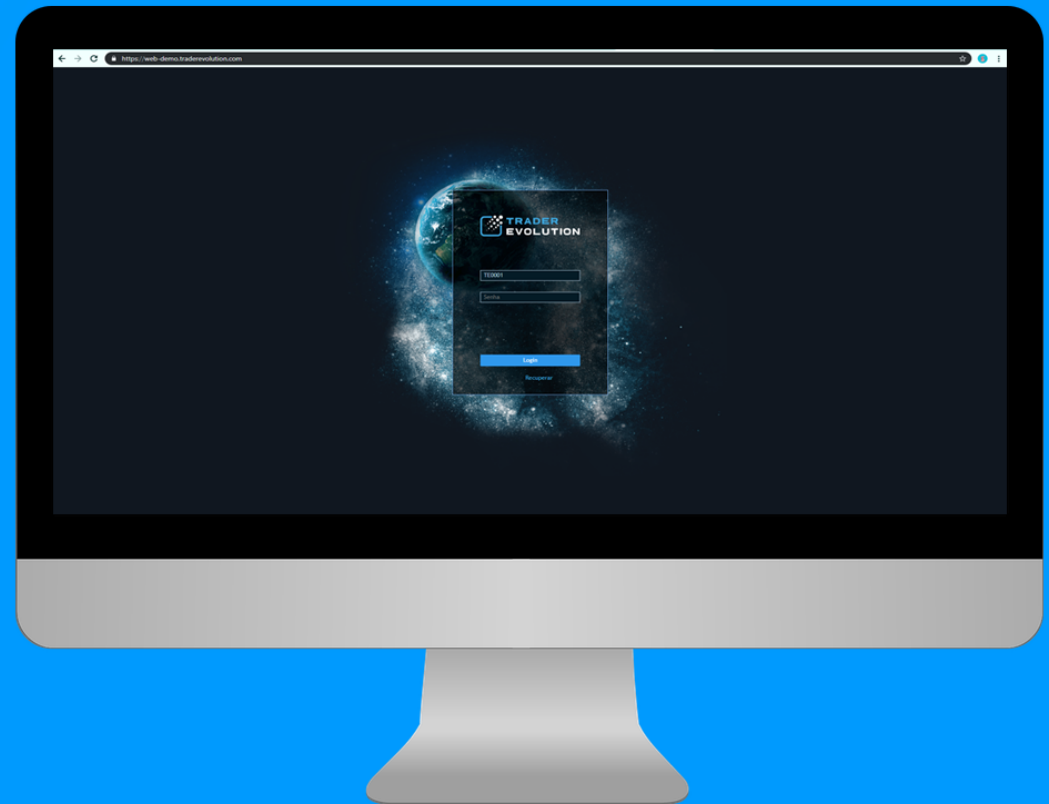 https://web-demo.traderevolution.com
TRADER
EVOLUTION
TE0001
Senha
Login
Recuperar